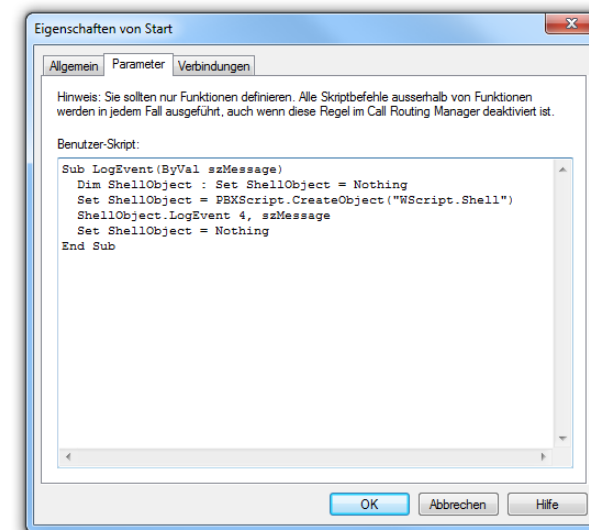 Eigenschaften von Start
Allgemein Parameter Verbindungen
Hinweis: Sie sollten nur Funktionen definieren. Alle Skriptbefehle ausserhalb von Funktionen
werden in jedem Fall ausgeführt, auch wenn diese Regel im Call Routing Manager deaktiviert ist.
Benutzer-Skript:
Sub LogEvent(ByVal szMessage)
  Dim ShellObject : Set ShellObject = Nothing
  Set ShellObject = PBXScript.CreateObject("WScript.Shell")
  ShellObject.LogEvent 4, szMessage
  Set ShellObject = Nothing
End Sub
OK Abbrechen Hilfe